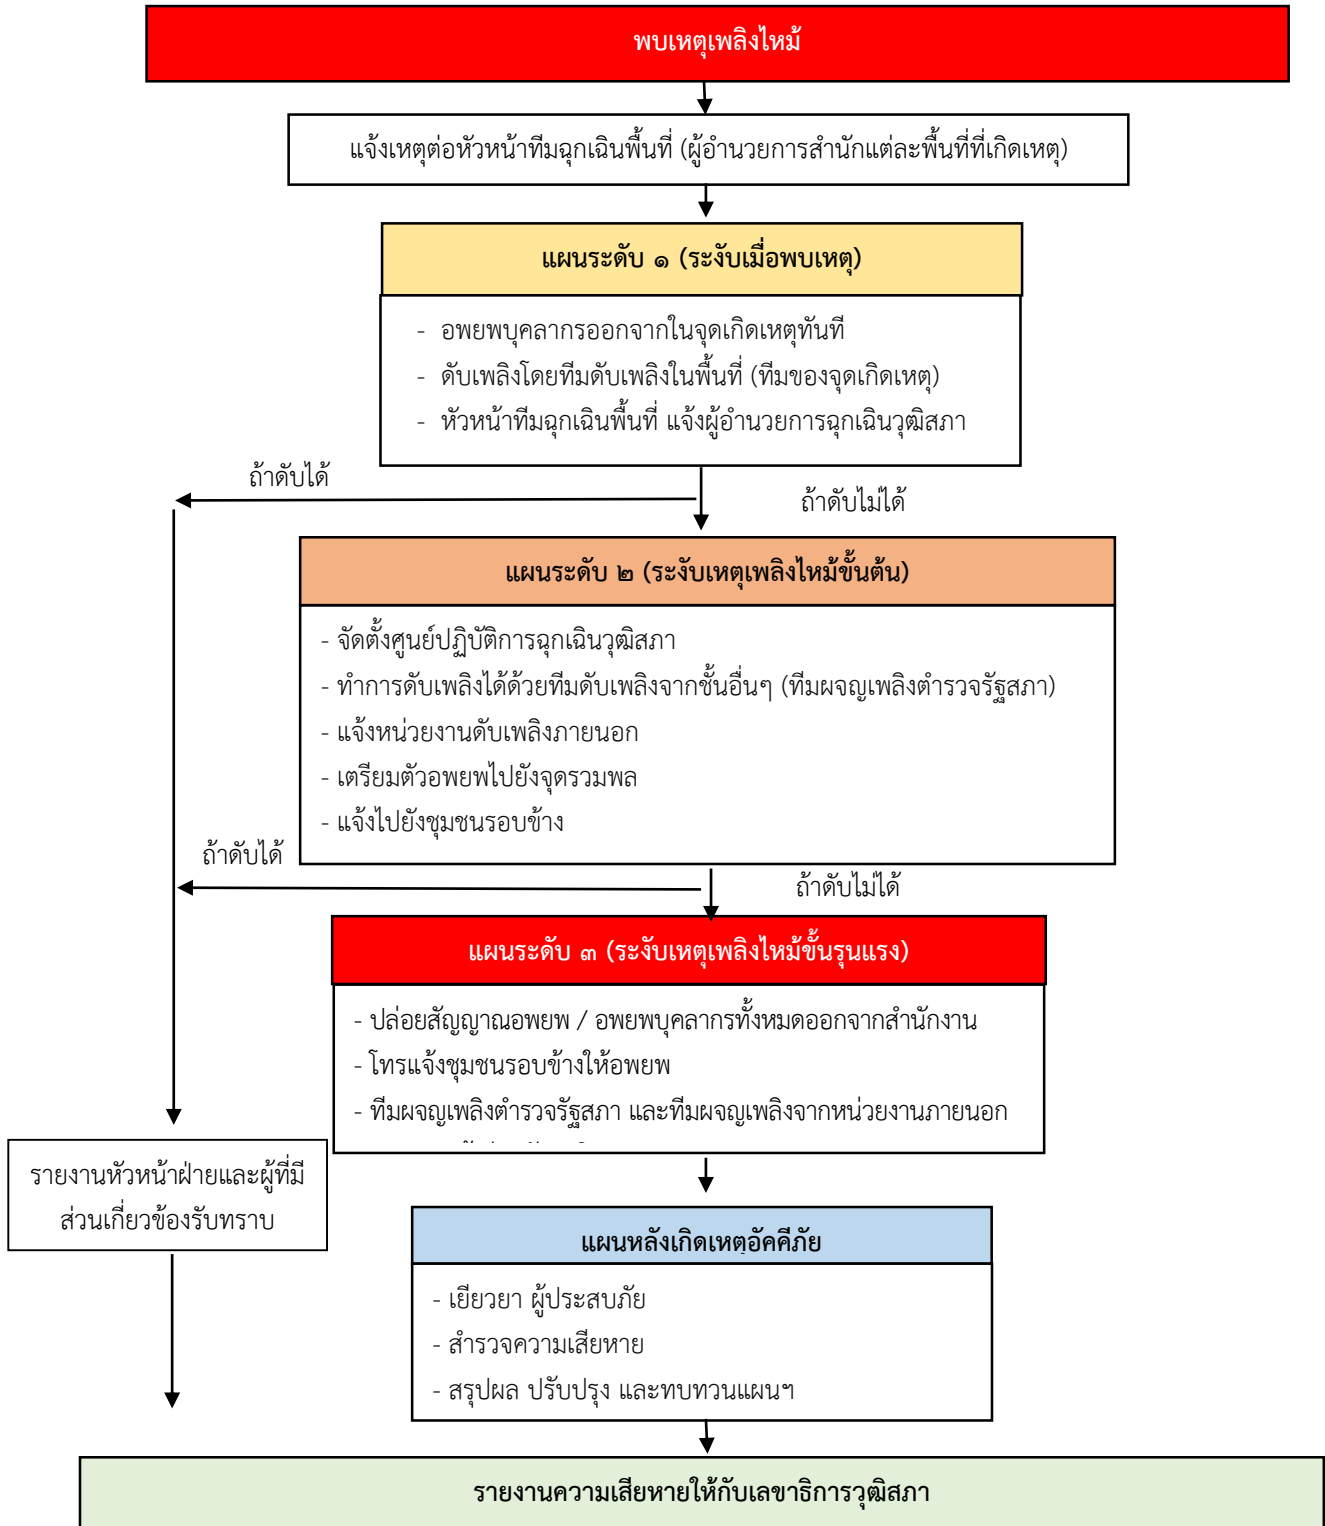 พบเหตุเพลิงไหม้
แจ้งเหตุต่อหัวหน้าทีมฉุกเฉินพื้นที่ (ผู้อำนวยการสำนักแต่ละพื้นที่ที่เกิดเหตุ)
แผนระดับ ๑ (ระงับเมื่อพบเหตุ)
- อพยพบุคลากรออกจากในจุดเกิดเหตุทันที
- ดับเพลิงโดยทีมดับเพลิงในพื้นที่ (ทีมของจุดเกิดเหตุ)
- หัวหน้าทีมฉุกเฉินพื้นที่ แจ้งผู้อำนวยการฉุกเฉินวุฒิสภา
ถ้าดับได้
ถ้าดับไม่ได้
แผนระดับ ๒ (ระงับเหตุเพลิงไหม้ขั้นต้น)
- จัดตั้งศูนย์ปฏิบัติการฉุกเฉินวุฒิสภา
- ทำการดับเพลิงได้ด้วยทีมดับเพลิงจากชั้นอื่นๆ (ทีมผจญเพลิงตำรวจรัฐสภา)
- แจ้งหน่วยงานดับเพลิงภายนอก
- เตรียมตัวอพยพไปยังจุดรวมพล
- แจ้งไปยังชุมชนรอบข้าง
ถ้าดับได้
ถ้าดับไม่ได้
แผนระดับ ๓ (ระงับเหตุเพลิงไหม้ขั้นรุนแรง)
- ปล่อยสัญญาณอพยพ / อพยพบุคลากรทั้งหมดออกจากสำนักงาน
- โทรแจ้งชุมชนรอบข้างให้อพยพ
- ทีมผจญเพลิงตำรวจรัฐสภา และทีมผจญเพลิงจากหน่วยงานภายนอก
รายงานหัวหน้าฝ่ายและผู้ที่มี
ส่วนเกี่ยวข้องรับทราบ
แผนหลังเกิดเหตุอัคคีภัย
- เยียวยา ผู้ประสบภัย
- สำรวจความเสียหาย
- สรุปผล ปรับปรุง และทบทวนแผนฯ
รายงานความเสียหายให้กับเลขาธิการวุฒิสภา